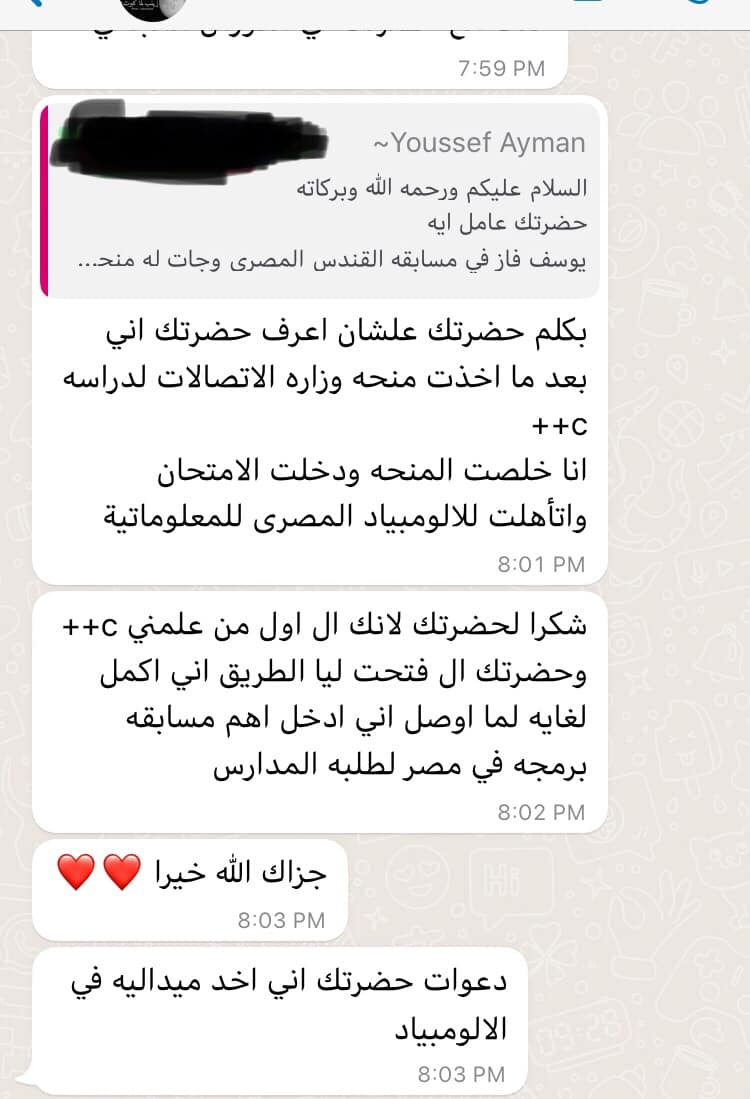 7:59 PM
~Youssef Ayman
السلام عليكم ورحمه الله وبركاته
حضرتك عامل ايه
يوسف فاز في مسابقه القندس المصرى وجات له منحـ...
بكلم حضرتك علشان اعرف حضرتك اني
بعد ما اخذت منحه وزاره الاتصالات لدراسه
c++
انا خلصت المنحه ودخلت الامتحان
واتأهلت للالومبياد المصرى للمعلوماتية
8:01 PM
شكرا لحضرتك لانك ال اول من علمني c++
وحضرتك ال فتحت ليا الطريق اني اكمل
لغايه لما اوصل اني ادخل اهم مسابقه
برمجه في مصر لطلبه المدارس
8:02 PM
جزاك الله خيرا ❤️❤️
8:03 PM
دعوات حضرتك اني اخد ميداليه في
الالومبياد
8:03 PM